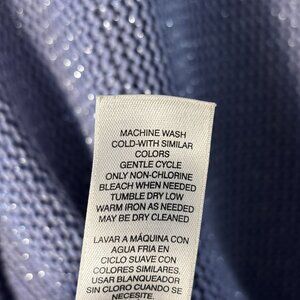 MACHINE WASH
COLD-WITH SIMILAR
COLORS
GENTLE CYCLE
ONLY NON-CHLORINE
BLEACH WHEN NEEDED
TUMBLE DRY LOW
WARM IRON AS NEEDED
MAY BE DRY CLEANED
LAVAR A MÁQUINA CON
AGUA FRIA EN
CICLO SUAVE CON
COLORES SIMILARES.
USAR BLANQUEADOR
SIN CLORO CUANDO SE
NECESITE.